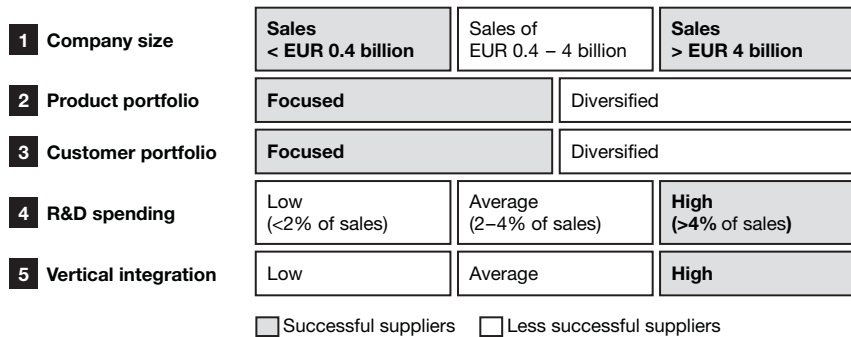 1 Company size
Sales
< EUR 0.4 billion
Sales of
EUR 0.4 – 4 billion
Sales
> EUR 4 billion
2 Product portfolio
Focused
Diversified
3 Customer portfolio
Focused
Diversified
4 R&D spending
Low
(<2% of sales)
Average
(2–4% of sales)
High
(>4% of sales)
5 Vertical integration
Low
Average
High
Successful suppliers
Less successful suppliers